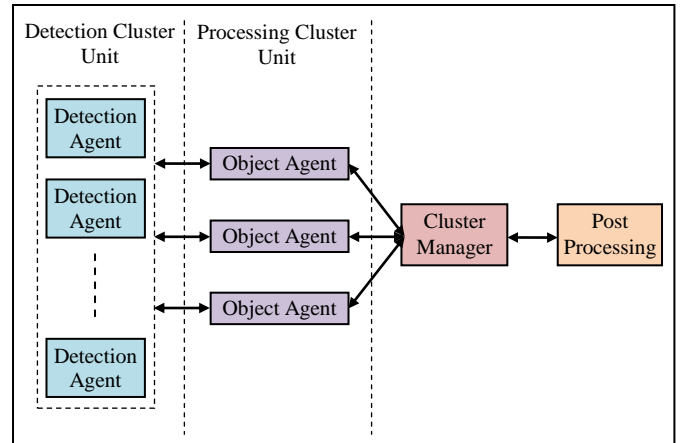 Detection Cluster
Unit
Processing Cluster
Unit
Detection
Agent
Detection
Agent
Detection
Agent
Object Agent
Object Agent
Object Agent
Cluster
Manager
Post
Processing